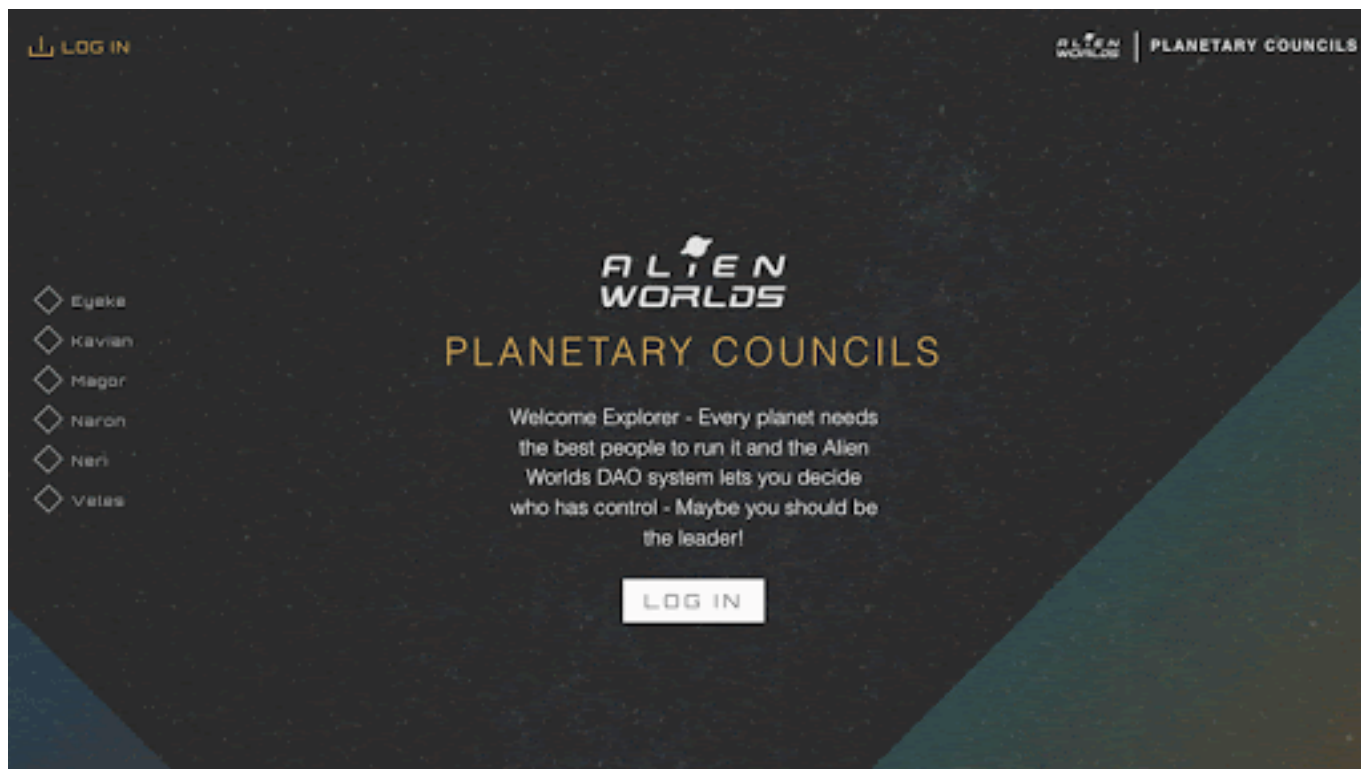 LOG IN
ALIEN WORLDS | PLANETARY COUNCILS
ALIEN
WORLDS
PLANETARY COUNCILS
Eyeke
Kavian
Magor
Naron
Neri
Veles
Welcome Explorer - Every planet needs
the best people to run it and the Alien
Worlds DAO system lets you decide
who has control - Maybe you should be
the leader!
LOG IN